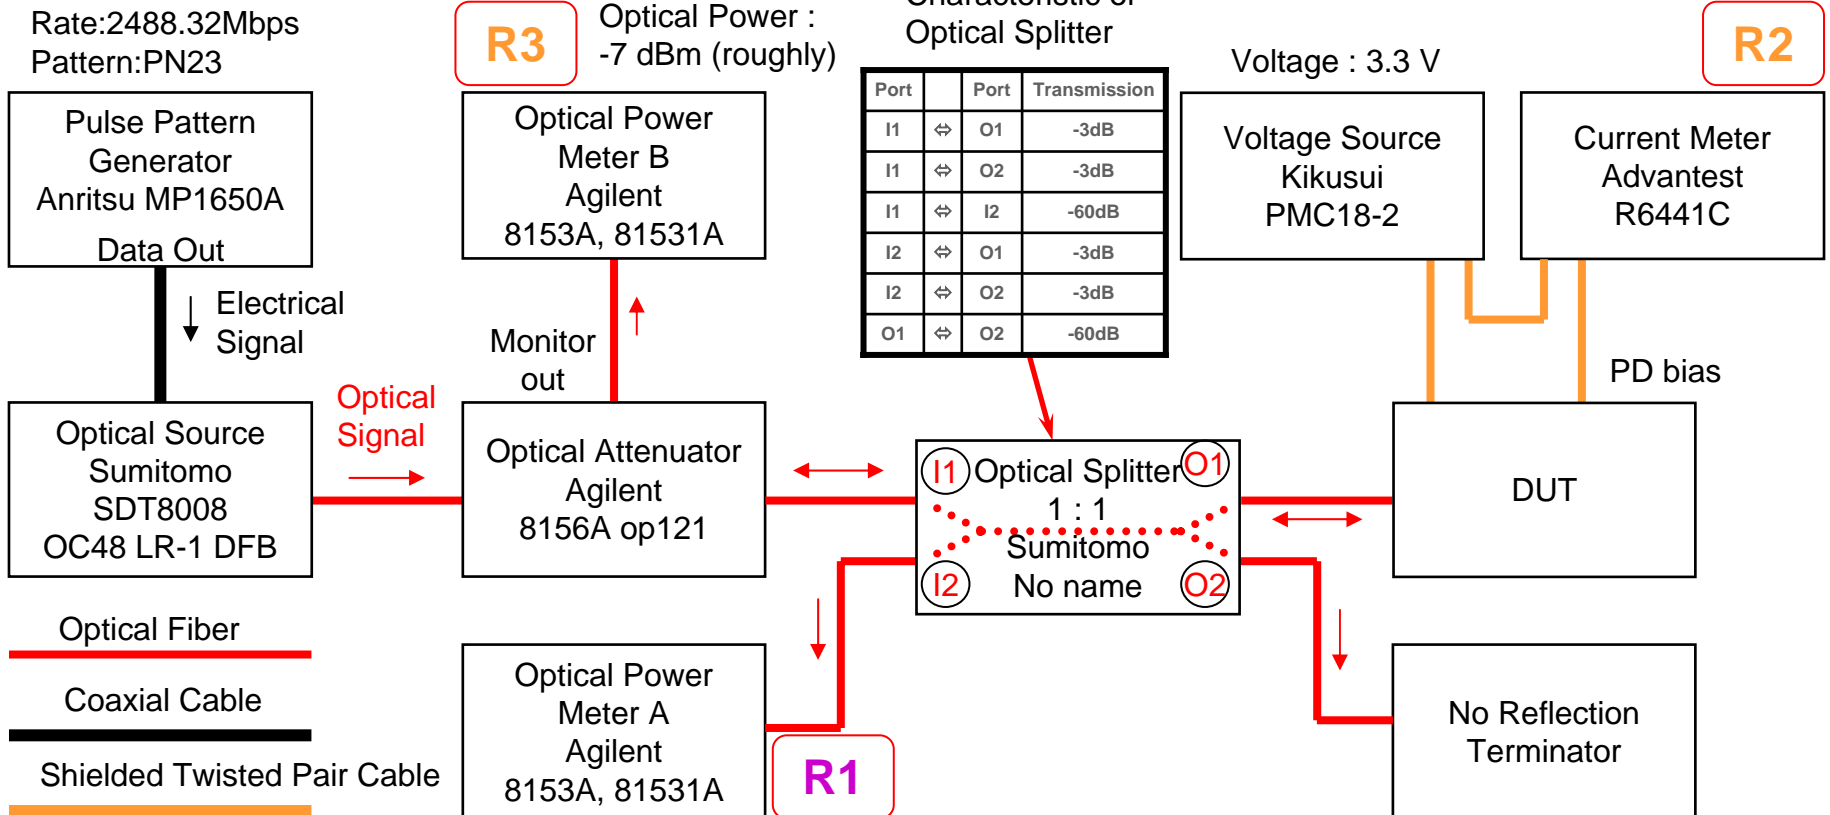 Rate:2488.32Mbps
Pattern:PN23
R3
Optical Power :
-7 dBm (roughly)
Characteristic of
Optical Splitter
Voltage : 3.3 V
R2
Pulse Pattern
Generator
Anritsu MP1650A
Data Out
Optical Power
Meter B
Agilent
8153A, 81531A
Port Port Transmission
I1 ⇔ O1 -3dB
I1 ⇔ O2 -3dB
I1 ⇔ I2 -60dB
I2 ⇔ O1 -3dB
I2 ⇔ O2 -3dB
O1 ⇔ O2 -60dB
Voltage Source
Kikusui
PMC18-2
Current Meter
Advantest
R6441C
Electrical
Signal
Monitor
out
PD bias
Optical
Signal
Optical Source
Sumitomo
SDT8008
OC48 LR-1 DFB
Optical Attenuator
Agilent
8156A op121
I1 Optical Splitter O1
1 : 1
Sumitomo
I2 No name O2
DUT
Optical Fiber
Coaxial Cable
Shielded Twisted Pair Cable
Optical Power
Meter A
Agilent
8153A, 81531A
R1
No Reflection
Terminator